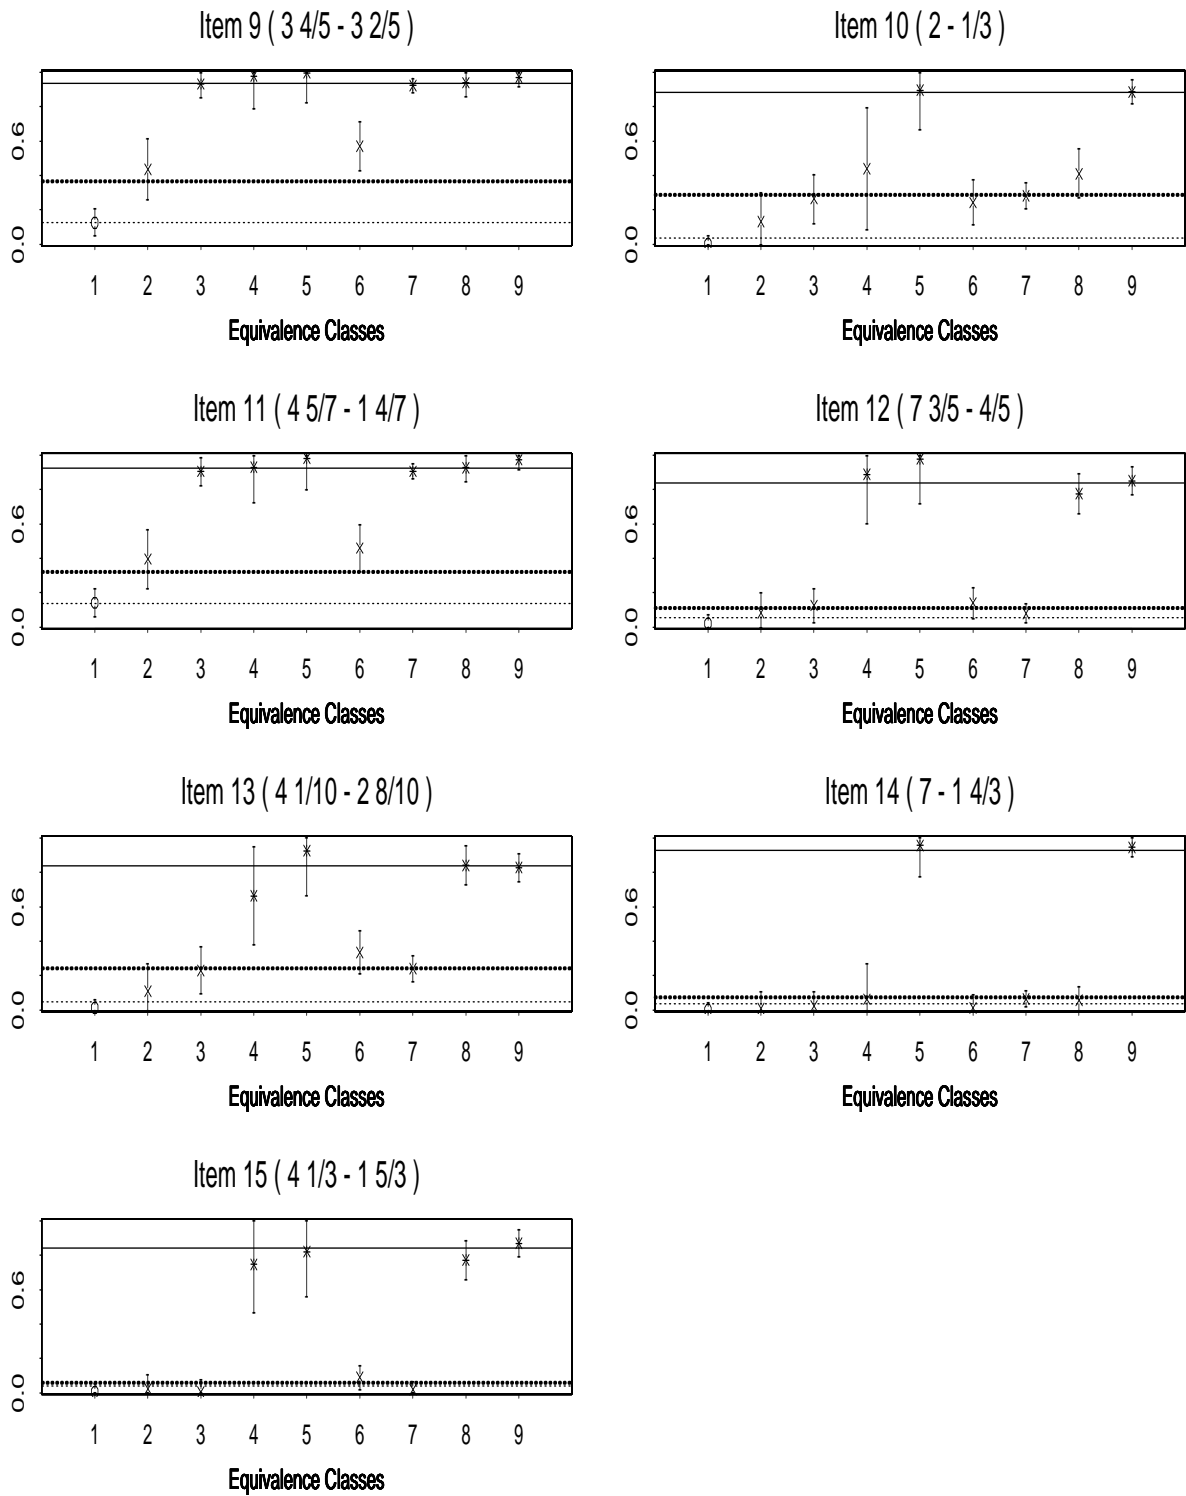 Item 9 ( 3 4/5 - 3 2/5 )
0.6
0.0
1 2 3 4 5 6 7 8 9
Equivalence Classes
Item 10 ( 2 - 1/3 )
0.6
0.0
1 2 3 4 5 6 7 8 9
Equivalence Classes
Item 11 ( 4 5/7 - 1 4/7 )
0.6
0.0
1 2 3 4 5 6 7 8 9
Equivalence Classes
Item 12 ( 7 3/5 - 4/5 )
0.6
0.0
1 2 3 4 5 6 7 8 9
Equivalence Classes
Item 13 ( 4 1/10 - 2 8/10 )
0.6
0.0
1 2 3 4 5 6 7 8 9
Equivalence Classes
Item 14 ( 7 - 1 4/3 )
0.6
0.0
1 2 3 4 5 6 7 8 9
Equivalence Classes
Item 15 ( 4 1/3 - 1 5/3 )
0.6
0.0
1 2 3 4 5 6 7 8 9
Equivalence Classes